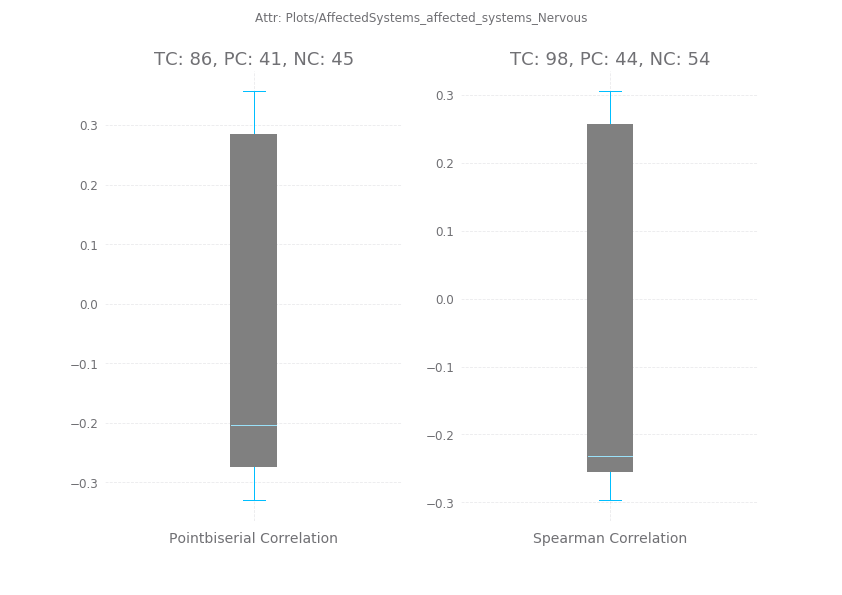 Attr: Plots/AffectedSystems_affected_systems_Nervous
TC: 86, PC: 41, NC: 45
0.3
0.2
0.1
0.0
−0.1
−0.2
−0.3
Pointbiserial Correlation
TC: 98, PC: 44, NC: 54
0.3
0.2
0.1
0.0
−0.1
−0.2
−0.3
Spearman Correlation